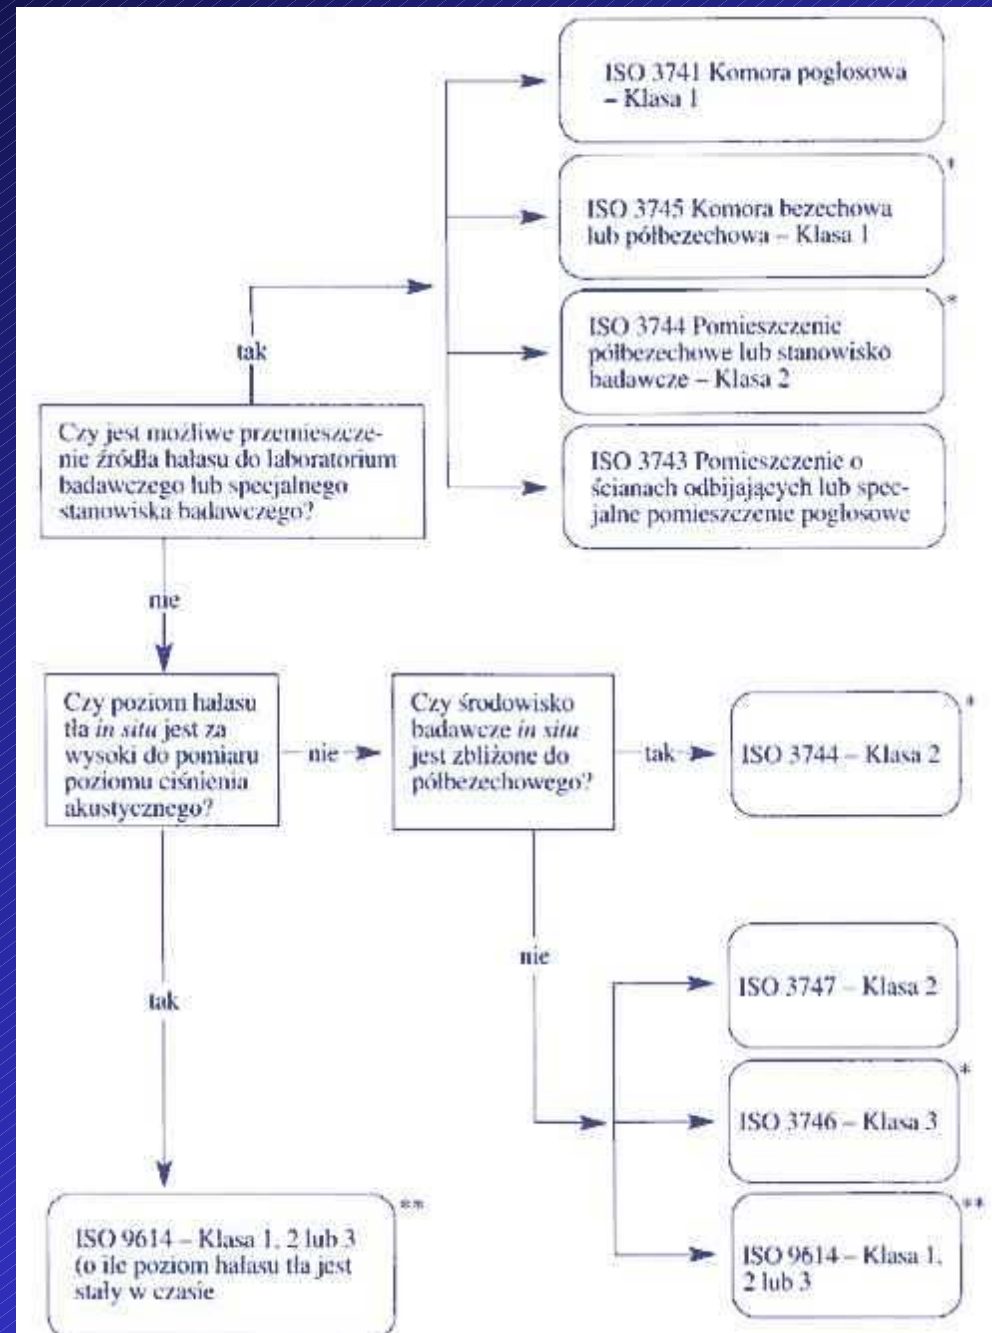 ISO 3741 Komora pogłosowa
– Klasa 1
*
ISO 3745 Komora bezechowa
lub półbezechowa – Klasa 1
*
ISO 3744 Pomieszczenie
półbezechowe lub stanowisko
badawcze – Klasa 2
ISO 3743 Pomieszczenie o
ścianach odbijających lub spec-
jalne pomieszczenie pogłosowe
tak
Czy jest możliwe przemieszcze-
nie źródła hałasu do laboratorium
badawczego lub specjalnego
stanowiska badawczego?
nie
Czy poziom hałasu
tła in situ jest za
wysoki do pomiaru
poziomu ciśnienia
akustycznego?
nie
Czy środowisko
badawcze in situ
jest zbliżone do
półbezechowego?
tak
*
ISO 3744 – Klasa 2
nie
ISO 3747 – Klasa 2
*
ISO 3746 – Klasa 3
**
ISO 9614 – Klasa 1,
2 lub 3
tak
**
ISO 9614 – Klasa 1, 2 lub 3
(o ile poziom hałasu tła jest
stały w czasie